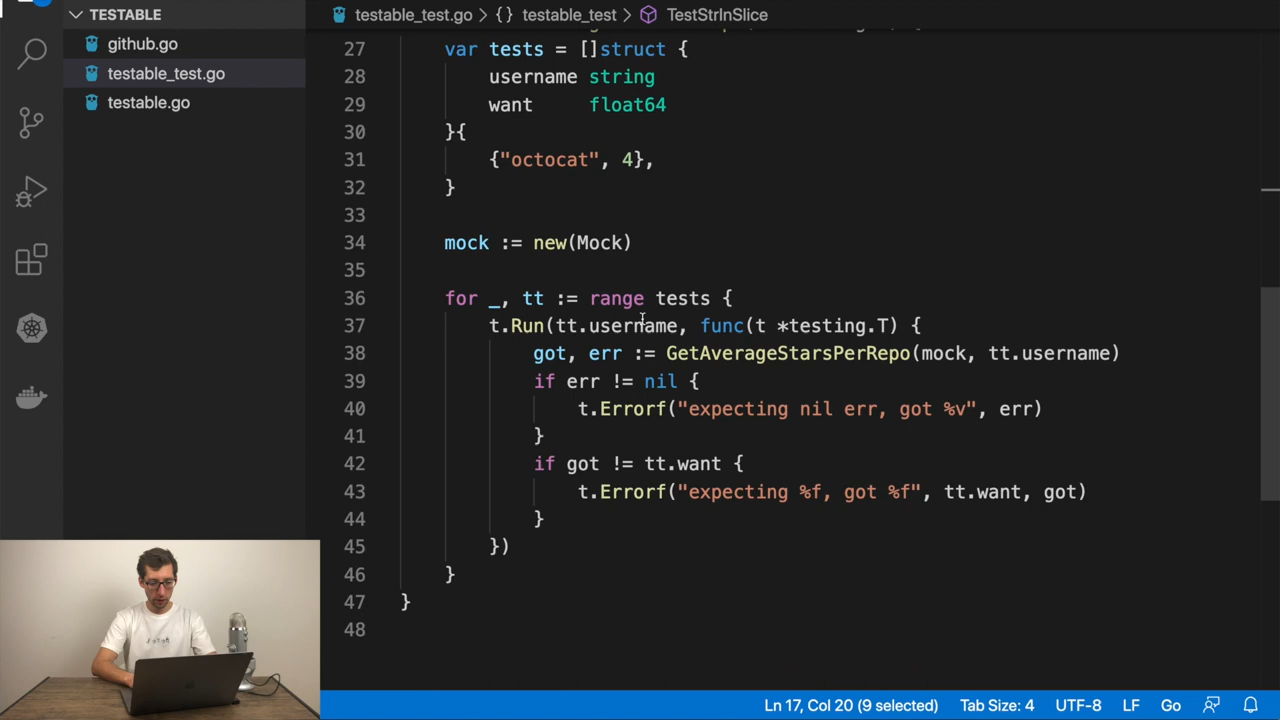 TESTABLE
github.go
testable_test.go
testable.go
testable_test.go > {} testable_test > TestStrInSlice
27 var tests = []struct {
28 username string
29 want float64
30 }{
31 {"octocat", 4},
32 }
33
34 mock := new(Mock)
35
36 for _, tt := range tests {
37 t.Run(tt.username, func(t *testing.T) {
38 got, err := GetAverageStarsPerRepo(mock, tt.username)
39 if err != nil {
40 t.Errorf("expecting nil err, got %v", err)
41 }
42 if got != tt.want {
43 t.Errorf("expecting %f, got %f", tt.want, got)
44 }
45 })
46 }
47 }
48
Ln 17, Col 20 (9 selected) Tab Size: 4 UTF-8 LF Go